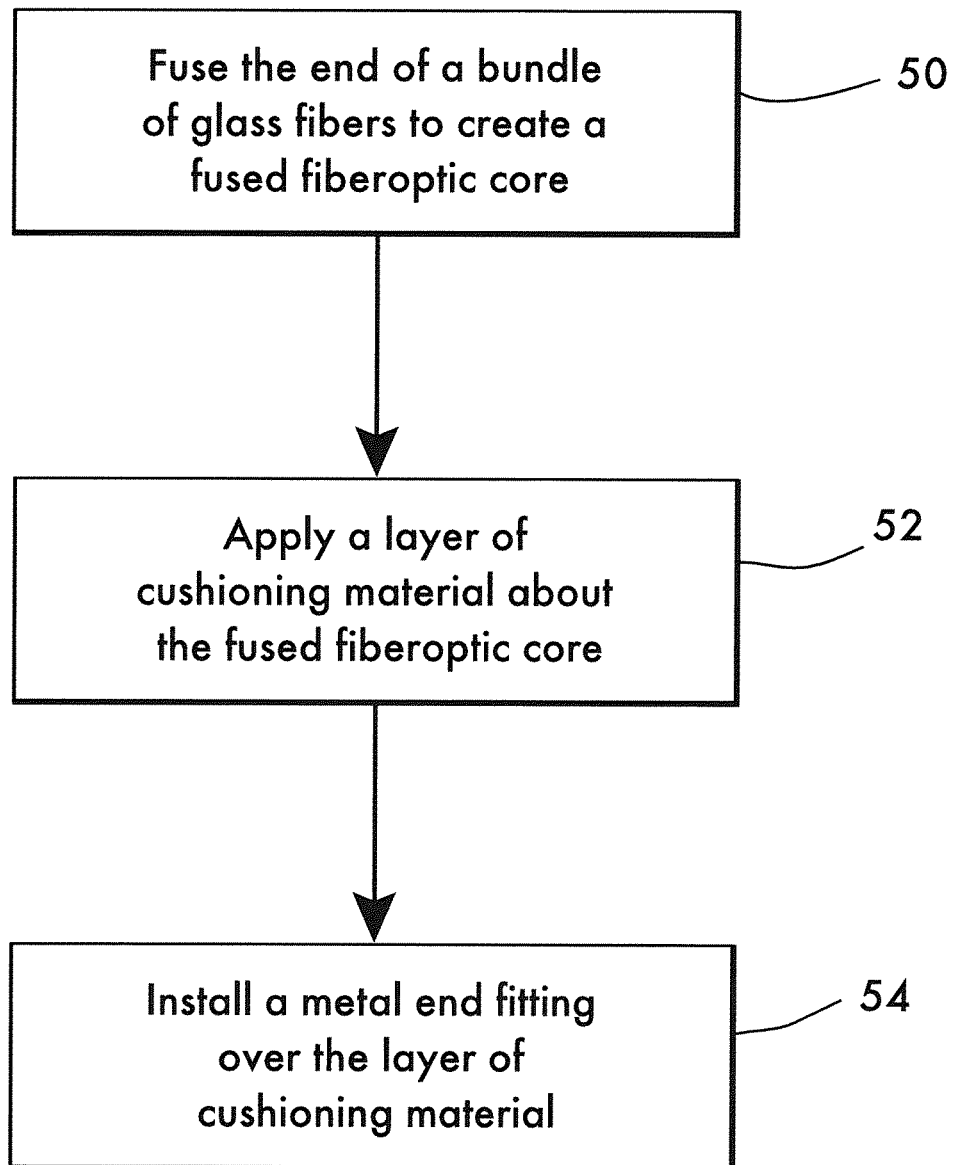 Fuse the end of a bundle
of glass fibers to create a
fused fiberoptic core
50
Apply a layer of
cushioning material about
the fused fiberoptic core
52
Install a metal end fitting
over the layer of
cushioning material
54